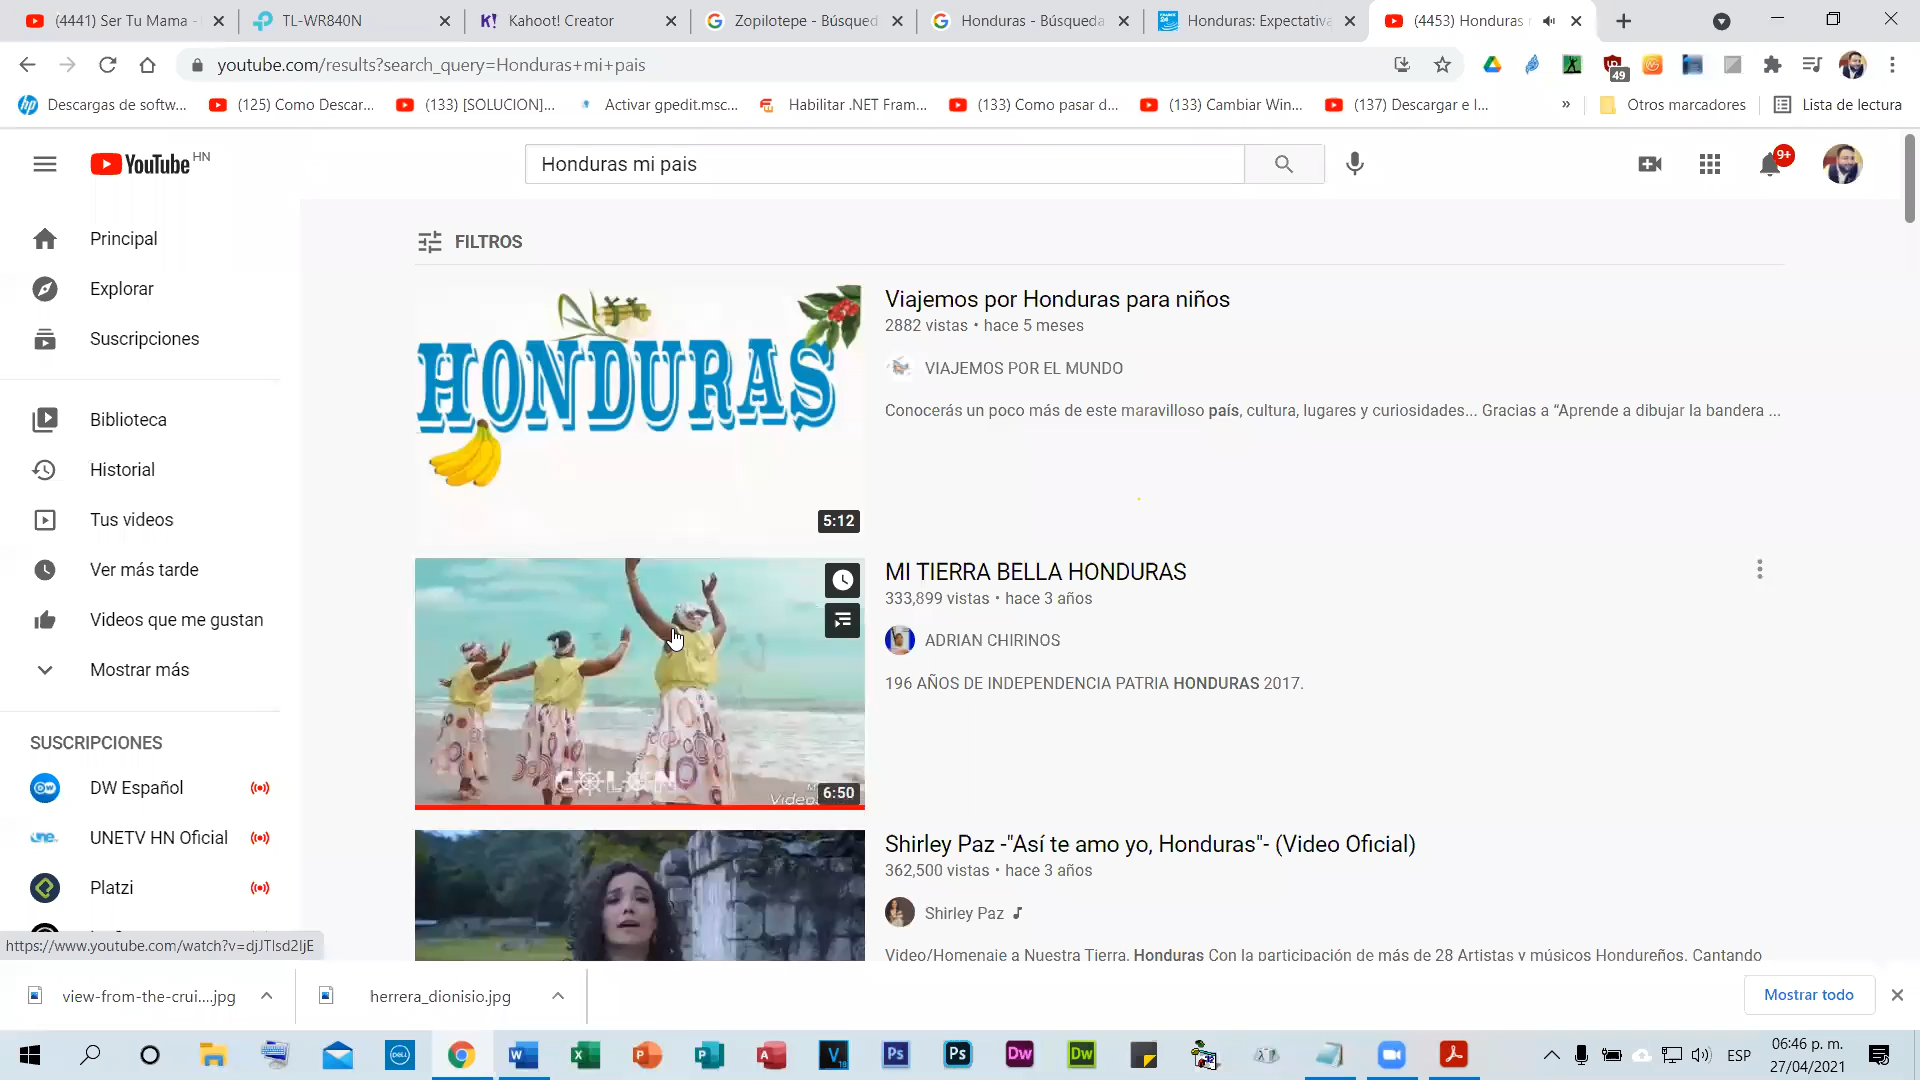 (4441) Ser Tu Mama -
TL-WR840N
Kahoot! Creator
Zopilotepe - Búsqued
Honduras - Búsqueda
Honduras: Expectativa
(4453) Honduras
youtube.com/results?search_query=Honduras+mi+pais
49
Descargas de softw...
(125) Como Descar...
(133) [SOLUCION]...
Activar gpedit.msc...
Habilitar .NET Fram...
(133) Como pasar d...
(133) Cambiar Win...
(137) Descargar e I...
»
Otros marcadores
Lista de lectura
YouTube HN
Honduras mi pais
9+
Principal
Explorar
Suscripciones
Biblioteca
Historial
Tus videos
Ver más tarde
Videos que me gustan
Mostrar más
SUSCRIPCIONES
DW Español
UNETV HN Oficial
Platzi
FILTROS
HONDURAS
5:12
Viajemos por Honduras para niños
2882 vistas • hace 5 meses
VIAJEMOS POR EL MUNDO
Conocerás un poco más de este maravilloso país, cultura, lugares y curiosidades... Gracias a “Aprende a dibujar la bandera ...
COLON
6:50
MI TIERRA BELLA HONDURAS
333,899 vistas • hace 3 años
ADRIAN CHIRINOS
196 AÑOS DE INDEPENDENCIA PATRIA HONDURAS 2017.
Shirley Paz -"Así te amo yo, Honduras"- (Video Oficial)
362,500 vistas • hace 3 años
Shirley Paz
Video/Homenaje a Nuestra Tierra, Honduras Con la participación de más de 28 Artistas y músicos Hondureños. Cantando
https://www.youtube.com/watch?v=djJTlsd2ljE
view-from-the-crui....jpg
herrera_dionisio.jpg
Mostrar todo
ESP
06:46 p. m.
27/04/2021